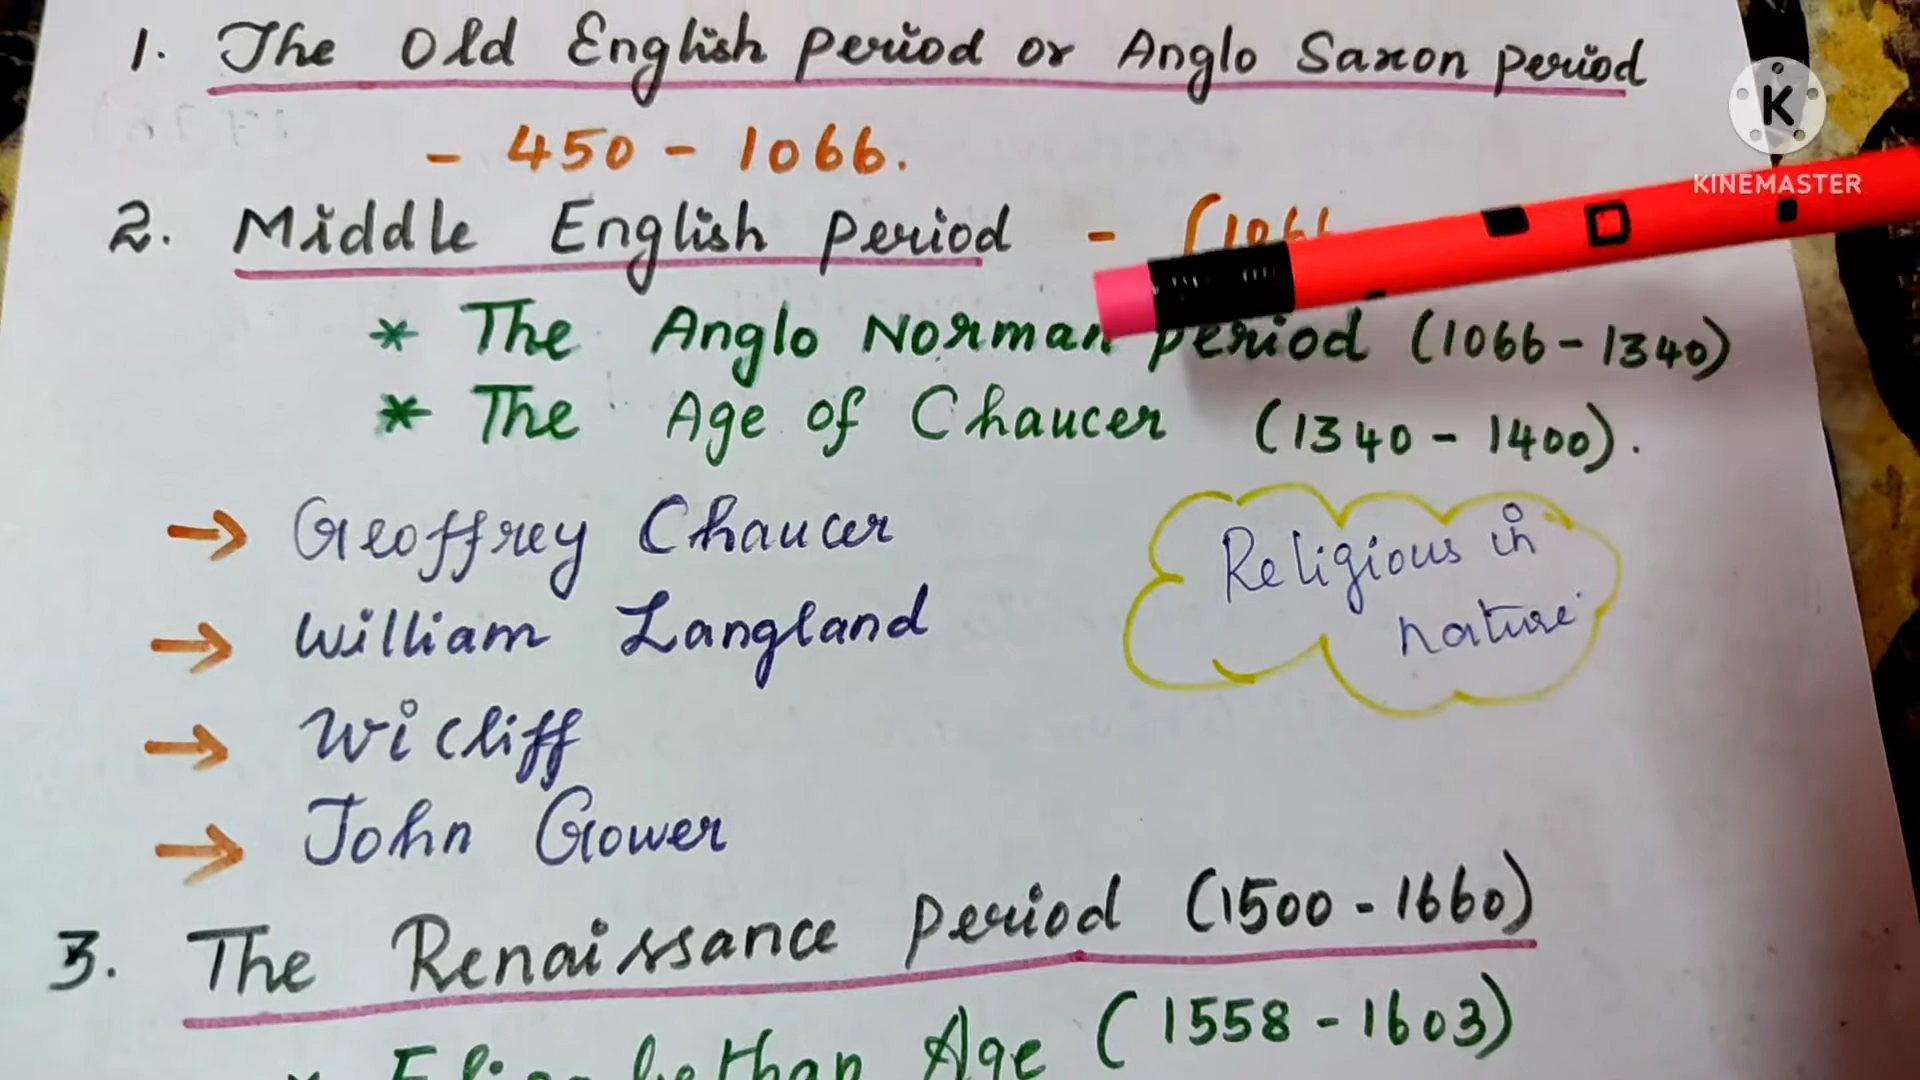 1. The Old English Period or Anglo Saxon Period
- 450 - 1066.
2. Middle English Period - (1066
* The Anglo Norman Period (1066-1340)
* The Age of Chaucer (1340 - 1400).
→ Geoffrey Chaucer
→ William Langland
→ Wicliff
→ John Gower
Religious in
nature
3. The Renaissance Period (1500 - 1660)
* Elizabethan Age (1558 - 1603)
K
KINEMASTER